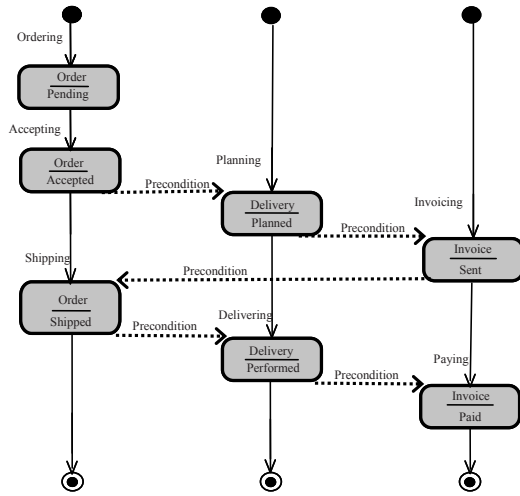 Ordering
Order
Pending
Accepting
Order
Accepted
Precondition
Planning
Delivery
Planned
Precondition
Invoicing
Invoice
Sent
Precondition
Shipping
Order
Shipped
Precondition
Delivering
Delivery
Performed
Precondition
Paying
Invoice
Paid